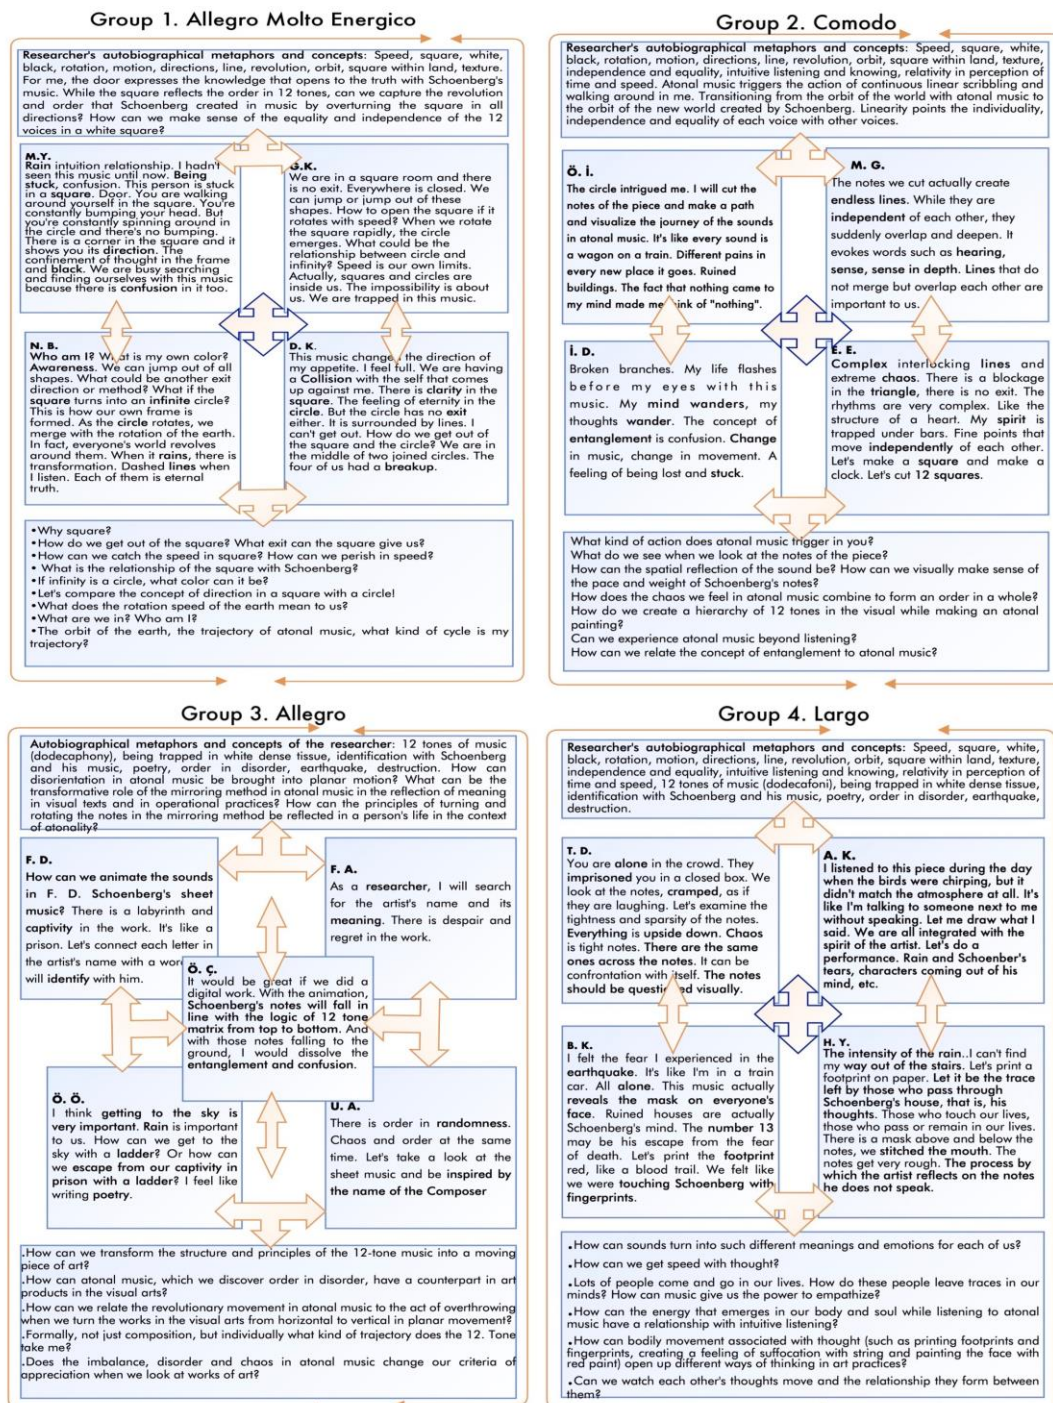 Group 1. Allegro Molto Energico
Researcher's autobiographical metaphors and concepts: Speed, square, white,
black, rotation, motion, directions, line, revolution, orbit, square within land, texture.
For me, the door expresses the knowledge that opens to the truth with Schoenberg's
music. While the square reflects the order in 12 tones, can we capture the revolution
and order that Schoenberg created in music by overturning the square in all
directions? How can we make sense of the equality and independence of the 12
voices in a white square?
M.Y.
Rain intuition relationship. I hadn't
seen this music until now. Being
stuck, confusion. This person is stuck
in a square. Door. You are walking
around yourself in the square. You're
constantly bumping your head. But
you're constantly spinning around in
the circle and there's no bumping.
There is a corner in the square and it
shows you its direction. The
confinement of thought in the frame
and black. We are busy searching
and finding ourselves with this music
because there is confusion in it too.
G.K.
We are in a square room and there
is no exit. Everywhere is closed. We
can jump or jump out of these
shapes. How to open the square if it
rotates with speed? When we rotate
the square rapidly, the circle
emerges. What could be the
relationship between circle and
infinity? Speed is our own limits.
Actually, squares and circles are
inside us. The impossibility is about
us. We are trapped in this music.
N. B.
Who am I? What is my own color?
Awareness. We can jump out of all
shapes. What could be another exit
direction or method? What if the
square turns into an infinite circle?
This is how our own frame is
formed. As the circle rotates, we
merge with the rotation of the earth.
In fact, everyone's world revolves
around them. When it rains, there is
transformation. Dashed lines when
I listen. Each of them is eternal
truth.
D. K.
This music changes the direction of
my appetite. I feel full. We are having
a Collision with the self that comes
up against me. There is clarity in the
square. The feeling of eternity in the
circle. But the circle has no exit
either. It is surrounded by lines. I
can't get out. How do we get out of
the square and the circle? We are in
the middle of two joined circles. The
four of us had a breakup.
•Why square?
•How do we get out of the square? What exit can the square give us?
•How can we catch the speed in square? How can we perish in speed?
• What is the relationship of the square with Schoenberg?
•If infinity is a circle, what color can it be?
•Let's compare the concept of direction in a square with a circle!
•What does the rotation speed of the earth mean to us?
•What are we in? Who am I?
•The orbit of the earth, the trajectory of atonal music, what kind of cycle is my
trajectory?
Group 2. Comodo
Researcher's autobiographical metaphors and concepts: Speed, square, white,
black, rotation, motion, directions, line, revolution, orbit, square within land, texture,
independence and equality, intuitive listening and knowing, relativity in perception of
time and speed. Atonal music triggers the action of continuous linear scribbling and
walking around in me. Transitioning from the orbit of the world with atonal music to
the orbit of the new world created by Schoenberg. Linearity points the individuality,
independence and equality of each voice with other voices.
Ö. İ.
The circle intrigued me. I will cut the
notes of the piece and make a path
and visualize the journey of the sounds
in atonal music. It's like every sound is
a wagon on a train. Different pains in
every new place it goes. Ruined
buildings. The fact that nothing came to
my mind made me think of "nothing".
M. G.
The notes we cut actually create
endless lines. While they are
independent of each other, they
suddenly overlap and deepen. It
evokes words such as hearing,
sense, sense in depth. Lines that do
not merge but overlap each other are
important to us.
İ. D.
Broken branches. My life flashes
before my eyes with this
music. My mind wanders, my
thoughts wander. The concept of
entanglement is confusion. Change
in music, change in movement. A
feeling of being lost and stuck.
E. E.
Complex interlocking lines and
extreme chaos. There is a blockage
in the triangle, there is no exit. The
rhythms are very complex. Like the
structure of a heart. My spirit is
trapped under bars. Fine points that
move independently of each other.
Let's make a square and make a
clock. Let's cut 12 squares.
What kind of action does atonal music trigger in you?
What do we see when we look at the notes of the piece?
How can the spatial reflection of the sound be? How can we visually make sense of
the pace and weight of Schoenberg's notes?
How does the chaos we feel in atonal music combine to form an order in a whole?
How do we create a hierarchy of 12 tones in the visual while making an atonal
painting?
Can we experience atonal music beyond listening?
How can we relate the concept of entanglement to atonal music?
Group 3. Allegro
Autobiographical metaphors and concepts of the researcher: 12 tones of music
(dodecaphony), being trapped in white dense tissue, identification with Schoenberg
and his music, poetry, order in disorder, earthquake, destruction. How can
disorientation in atonal music be brought into planar motion? What can be the
transformative role of the mirroring method in atonal music in the reflection of meaning
in visual texts and in operational practices? How can the principles of turning and
rotating the notes in the mirroring method be reflected in a person's life in the context
of atonality?
F. D.
How can we animate the sounds
in F. D. Schoenberg's sheet
music? There is a labyrinth and
captivity in the work. It's like a
prison. Let's connect each letter in
the artist's name with a word
will identify with him.
F. A.
As a researcher, I will search
for the artist's name and its
meaning. There is despair and
regret in the work.
Ö. Ç.
It would be great if we did a
digital work. With the animation,
Schoenberg's notes will fall in
line with the logic of 12 tone
matrix from top to bottom. And
with those notes falling to the
ground, I would dissolve the
entanglement and confusion.
Ö. Ö.
I think getting to the sky is
very important. Rain is important
to us. How can we get to the
sky with a ladder? Or how can
we escape from our captivity in
prison with a ladder? I feel like
writing poetry.
U. A.
There is order in randomness.
Chaos and order at the same
time. Let's take a look at the
sheet music and be inspired by
the name of the Composer
.How can we transform the structure and principles of the 12-tone music into a moving
piece of art?
.How can atonal music, which we discover order in disorder, have a counterpart in art
products in the visual arts?
.How can we relate the revolutionary movement in atonal music to the act of overthrowing
when we turn the works in the visual arts from horizontal to vertical in planar movement?
.Formally, not just composition, but individually what kind of trajectory does the 12. Tone
take me?
.Does the imbalance, disorder and chaos in atonal music change our criteria of
appreciation when we look at works of art?
Group 4. Largo
Researcher's autobiographical metaphors and concepts: Speed, square, white,
black, rotation, motion, directions, line, revolution, orbit, square within land, texture,
independence and equality, intuitive listening and knowing, relativity in perception of
time and speed, 12 tones of music (dodecafoni), being trapped in white dense tissue,
identification with Schoenberg and his music, poetry, order in disorder, earthquake,
destruction.
T. D.
You are alone in the crowd. They
imprisoned you in a closed box. We
look at the notes, cramped, as if
they are laughing. Let's examine the
tightness and sparsity of the notes.
Everything is upside down. Chaos
is tight notes. There are the same
ones across the notes. It can be
confrontation with itself. The notes
should be questioned visually.
A. K.
I listened to this piece during the day
when the birds were chirping, but it
didn't match the atmosphere at all. It's
like I'm talking to someone next to me
without speaking. Let me draw what I
said. We are all integrated with the
spirit of the artist. Let's do a
performance. Rain and Schoenber's
tears, characters coming out of his
mind, etc.
B. K.
I felt the fear I experienced in the
earthquake. It's like I'm in a train
car. All alone. This music actually
reveals the mask on everyone's
face. Ruined houses are actually
Schoenberg's mind. The number 13
may be his escape from the fear
of death. Let's print the footprint
red, like a blood trail. We felt like
we were touching Schoenberg with
fingerprints.
H. Y.
The intensity of the rain..I can't find
my way out of the stairs. Let's print a
footprint on paper. Let it be the trace
left by those who pass through
Schoenberg's house, that is, his
thoughts. Those who touch our lives,
those who pass or remain in our lives.
There is a mask above and below the
notes, we stitched the mouth. The
notes get very rough. The process by
which the artist reflects on the notes
he does not speak.
.How can sounds turn into such different meanings and emotions for each of us?
.How can we get speed with thought?
.Lots of people come and go in our lives. How do these people leave traces in our
minds? How can music give us the power to empathize?
.How can the energy that emerges in our body and soul while listening to atonal
music have a relationship with intuitive listening?
.How can bodily movement associated with thought (such as printing footprints and
fingerprints, creating a feeling of suffocation with string and painting the face with
red paint) open up different ways of thinking in art practices?
.Can we watch each other's thoughts move and the relationship they form between
them?